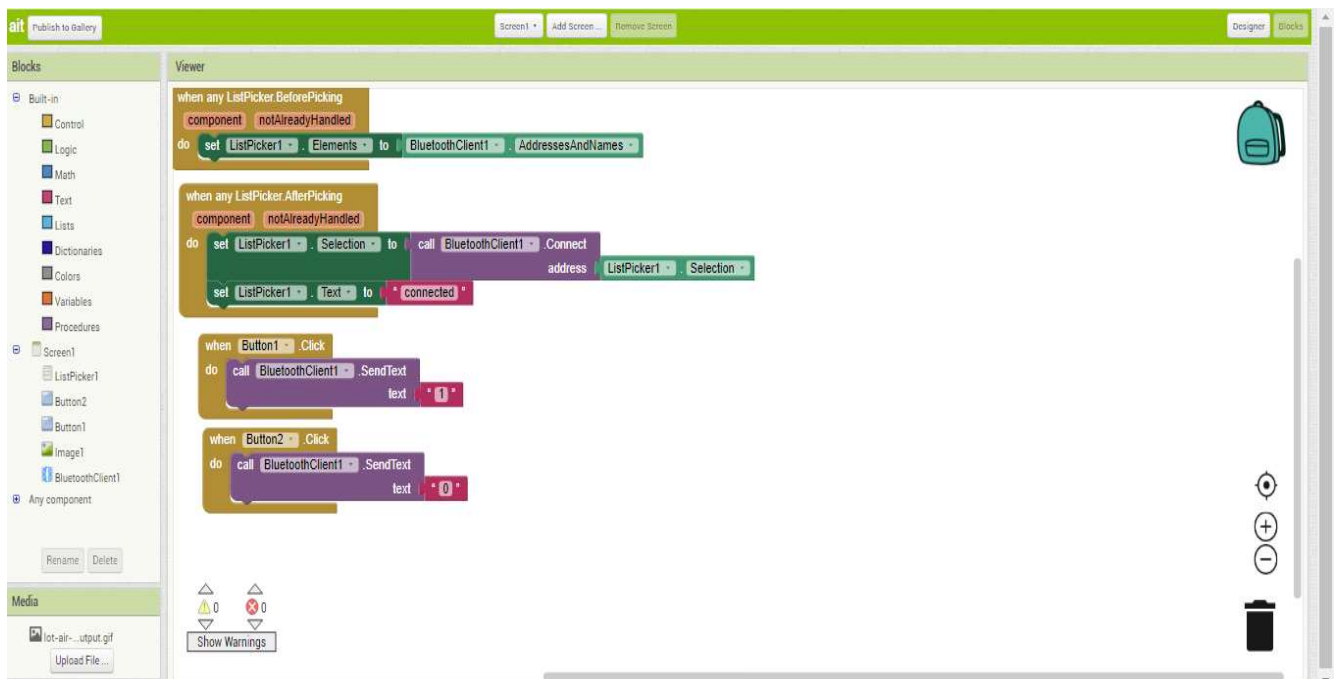 ait Publish to Gallery Screen1 Add Screen ... Remove Screen Designer Blocks
Blocks
Built-in
Control
Logic
Math
Text
Lists
Dictionaries
Colors
Variables
Procedures
Screen1
ListPicker1
Button2
Button1
Image1
BluetoothClient1
Any component
Rename Delete
Media
lot-air-...utput.gif
Upload File ...
Viewer
when any ListPicker.BeforePicking
component notAlreadyHandled
do set ListPicker1 . Elements to BluetoothClient1 . AddressesAndNames
when any ListPicker.AfterPicking
component notAlreadyHandled
do set ListPicker1 . Selection to call BluetoothClient1 .Connect
address ListPicker1 . Selection
set ListPicker1 . Text to " connected "
when Button1 .Click
do call BluetoothClient1 .SendText
text " 1 "
when Button2 .Click
do call BluetoothClient1 .SendText
text " 0 "
0 0
Show Warnings